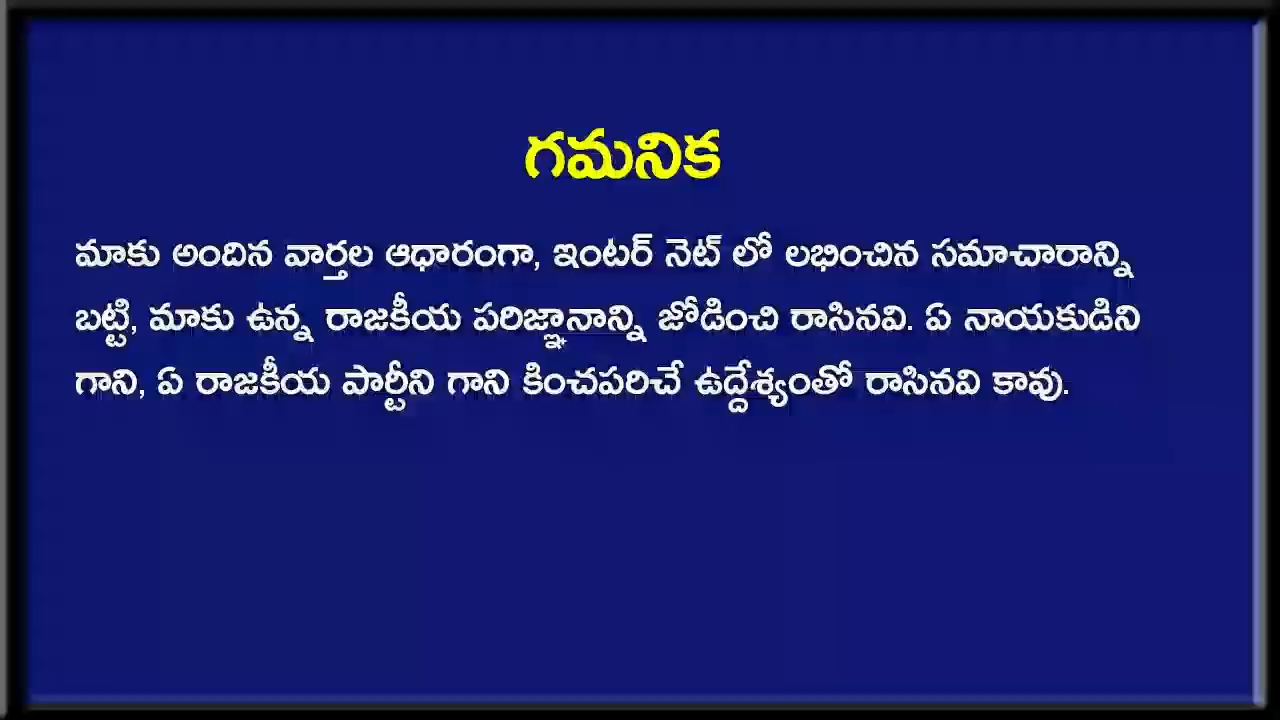 గమనిక
మాకు అందిన వార్తల ఆధారంగా, ఇంటర్ నెట్ లో లభించిన సమాచారాన్ని
బట్టి, మాకు ఉన్న రాజకీయ పరిజ్ఞానాన్ని జోడించి రాసినవి. ఏ నాయకుడిని
గాని, ఏ రాజకీయ పార్టీని గాని కించపరిచే ఉద్దేశ్యంతో రాసినవి కావు.